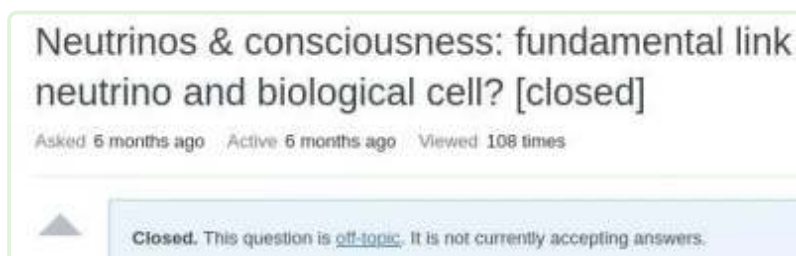 Neutrinos & consciousness: fundamental link
neutrino and biological cell? [closed]
Asked 6 months ago Active 6 months ago Viewed 108 times
Closed. This question is off-topic. It is not currently accepting answers.